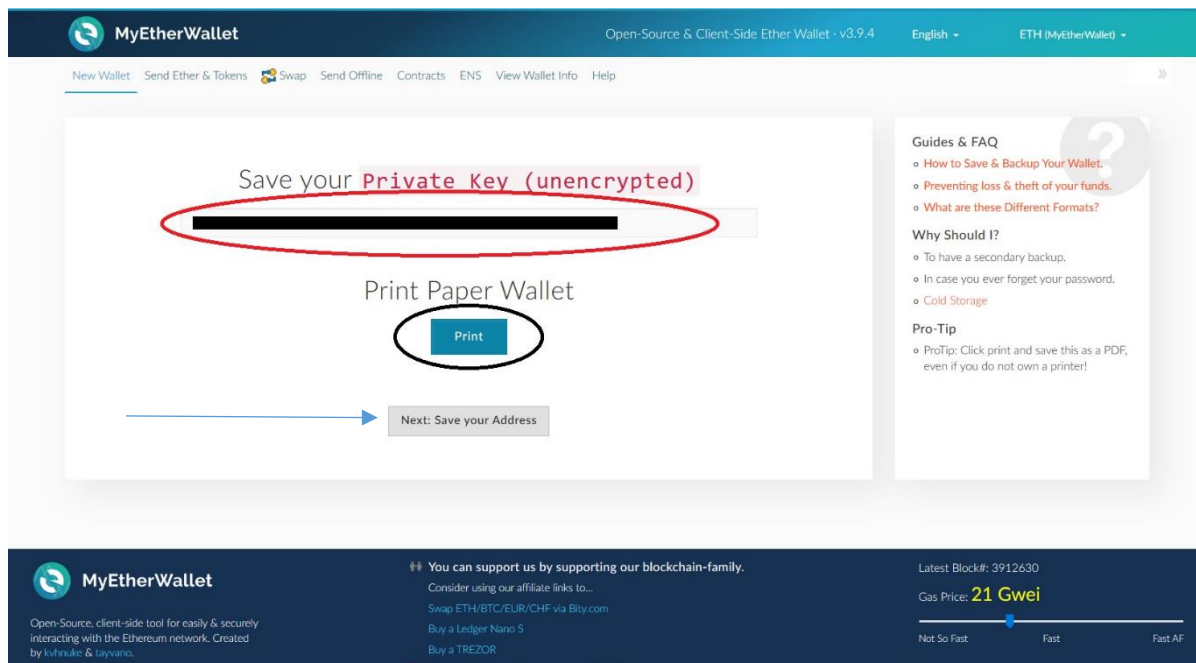 MyEtherWallet
Open-Source & Client-Side Ether Wallet · v3.9.4
English
ETH (MyEtherWallet)
New Wallet Send Ether & Tokens Swap Send Offline Contracts ENS View Wallet Info Help
»
Save your Private Key (unencrypted)
Print Paper Wallet
Print
Next: Save your Address
?
Guides & FAQ
How to Save & Backup Your Wallet.
Preventing loss & theft of your funds.
What are these Different Formats?
Why Should I?
To have a secondary backup.
In case you ever forget your password.
Cold Storage
Pro-Tip
ProTip: Click print and save this as a PDF,
even if you do not own a printer!
MyEtherWallet
Open-Source, client-side tool for easily & securely
interacting with the Ethereum network. Created
by kvhnuke & tayvano.
You can support us by supporting our blockchain-family.
Consider using our affiliate links to...
Swap ETH/BTC/EUR/CHF via Bity.com
Buy a Ledger Nano S
Buy a TREZOR
Latest Block#: 3912630
Gas Price: 21 Gwei
Not So Fast Fast Fast AF